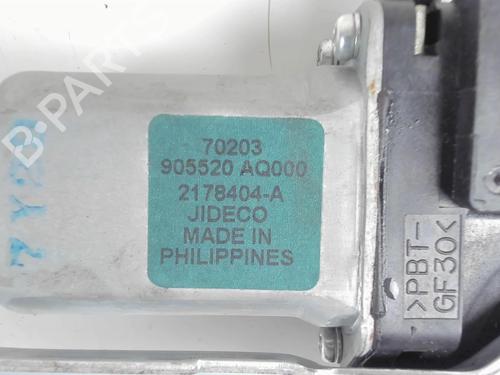 B-PARTS
70203
905520 AQ000
2178404-A
JIDECO
MADE IN
PHILIPPINES
>PBT-
GF30<